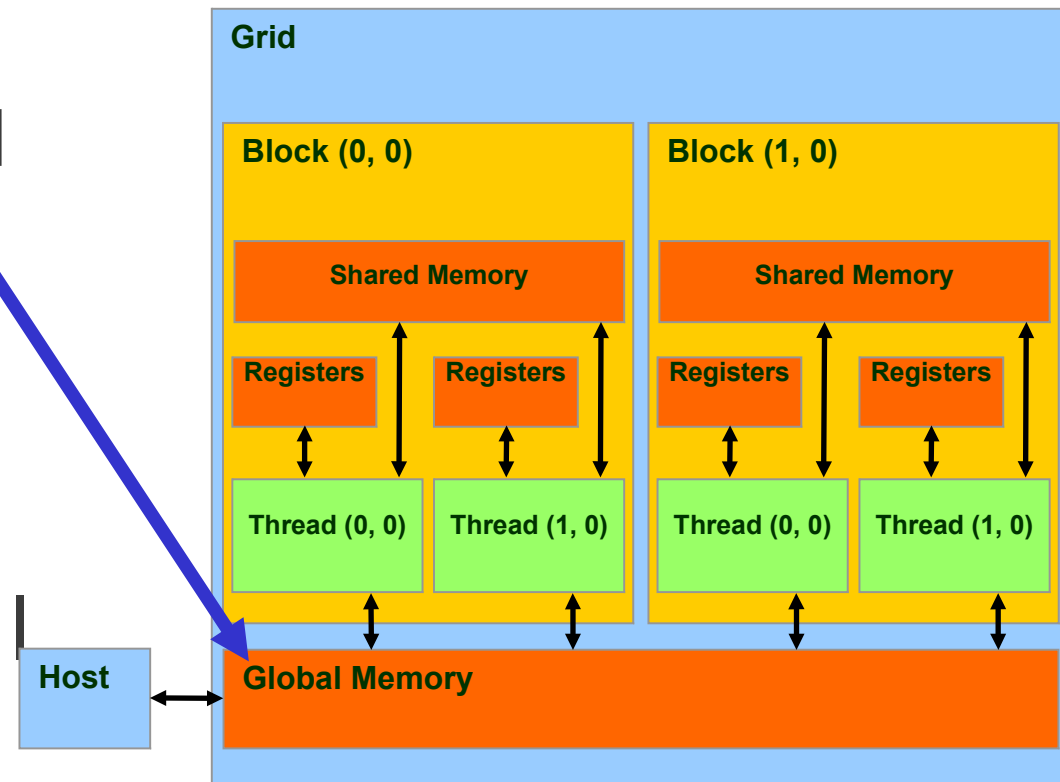 Grid
Block (0, 0)
Block (1, 0)
Shared Memory
Shared Memory
Registers
Registers
Registers
Registers
Thread (0, 0)
Thread (1, 0)
Thread (0, 0)
Thread (1, 0)
Host
Global Memory